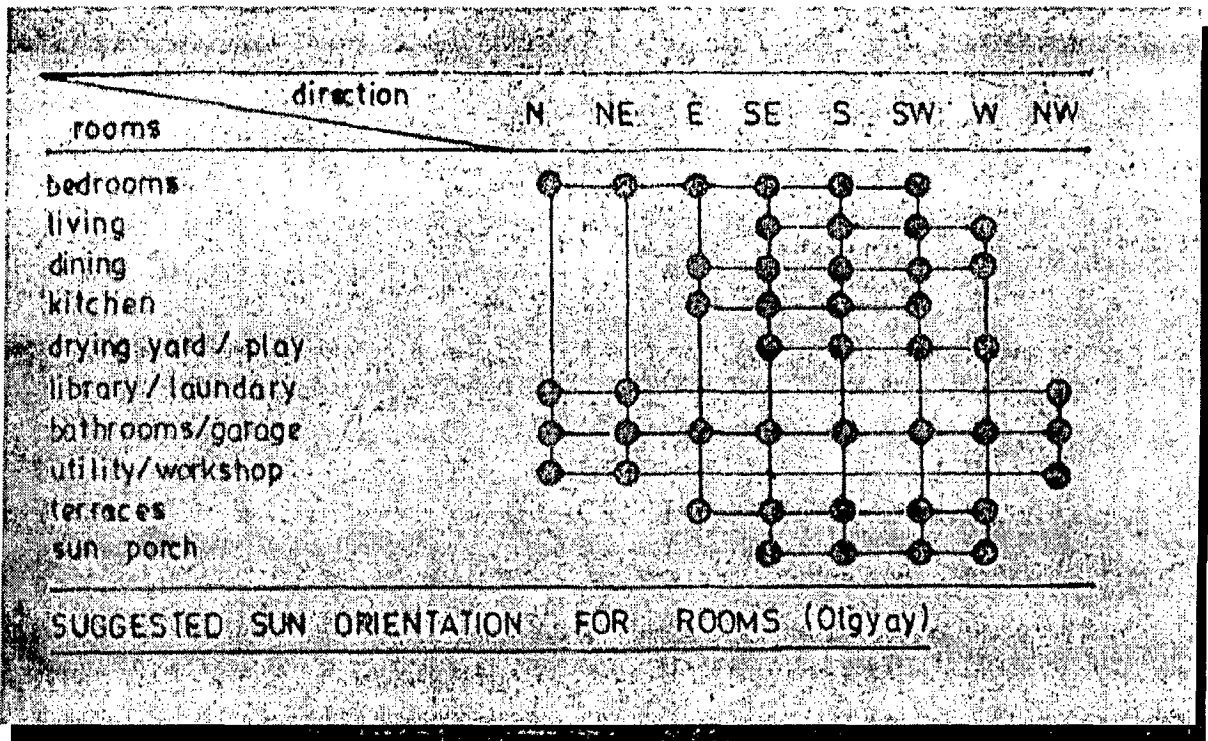 direction
rooms
N NE E SE S SW W NW
bedrooms
living
dining
kitchen
drying yard / play
library / laundary
bathrooms/garage
utility/workshop
terraces
sun porch
SUGGESTED SUN ORIENTATION FOR ROOMS (Olgyay)